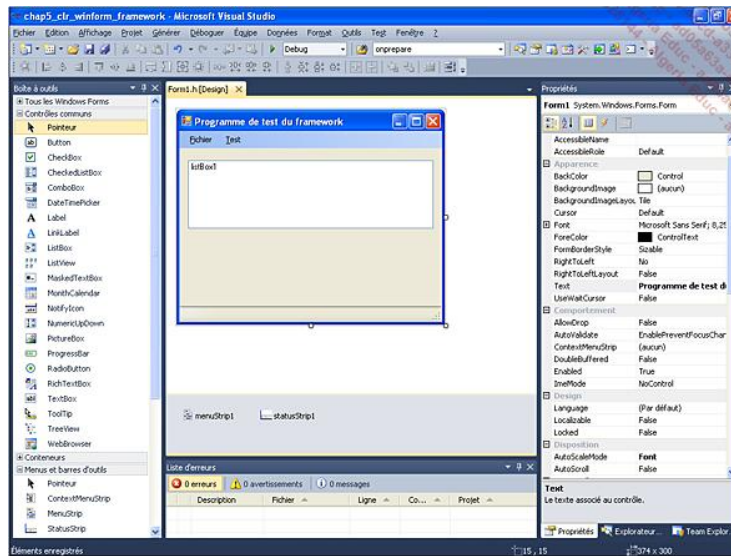 chap5_clr_winform_framework - Microsoft Visual Studio
Fichier Edition Affichage Projet Générer Déboguer Équipe Données Format Outils Test Fenêtre ?
Debug onprepare
Boîte à outils
Tous les Windows Forms
Contrôles communs
Pointeur
Button
CheckBox
CheckedListBox
ComboBox
DateTimePicker
Label
LinkLabel
ListBox
ListView
MaskedTextBox
MonthCalendar
NotifyIcon
NumericUpDown
PictureBox
ProgressBar
RadioButton
RichTextBox
TextBox
ToolTip
TreeView
WebBrowser
Conteneurs
Menus et barres d'outils
Pointeur
ContextMenuStrip
MenuStrip
StatusStrip
Form1.h [Design]
Programme de test du framework
Fichier Test
listBox1
menuStrip1 statusStrip1
Liste d'erreurs
0 erreurs 0 avertissements 0 messages
Description Fichier Ligne Co... Projet
Propriétés
Form1 System.Windows.Forms.Form
AccessibleName
AccessibleRole Default
Apparence
BackColor Control
BackgroundImage (aucun)
BackgroundImageLayou Tile
Cursor Default
Font Microsoft Sans Serif; 8,25
ForeColor ControlText
FormBorderStyle Sizable
RightToLeft No
RightToLeftLayout False
Text Programme de test du
UseWaitCursor False
Comportement
AllowDrop False
AutoValidate EnablePreventFocusChan
ContextMenuStrip (aucun)
DoubleBuffered False
Enabled True
ImeMode NoControl
Design
Language (Par défaut)
Localizable False
Locked False
Disposition
AutoScaleMode Font
AutoScroll False
Text
Le texte associé au contrôle.
Propriétés Explorateur... Team Explor...
Éléments enregistrés 15 , 15 374 x 300